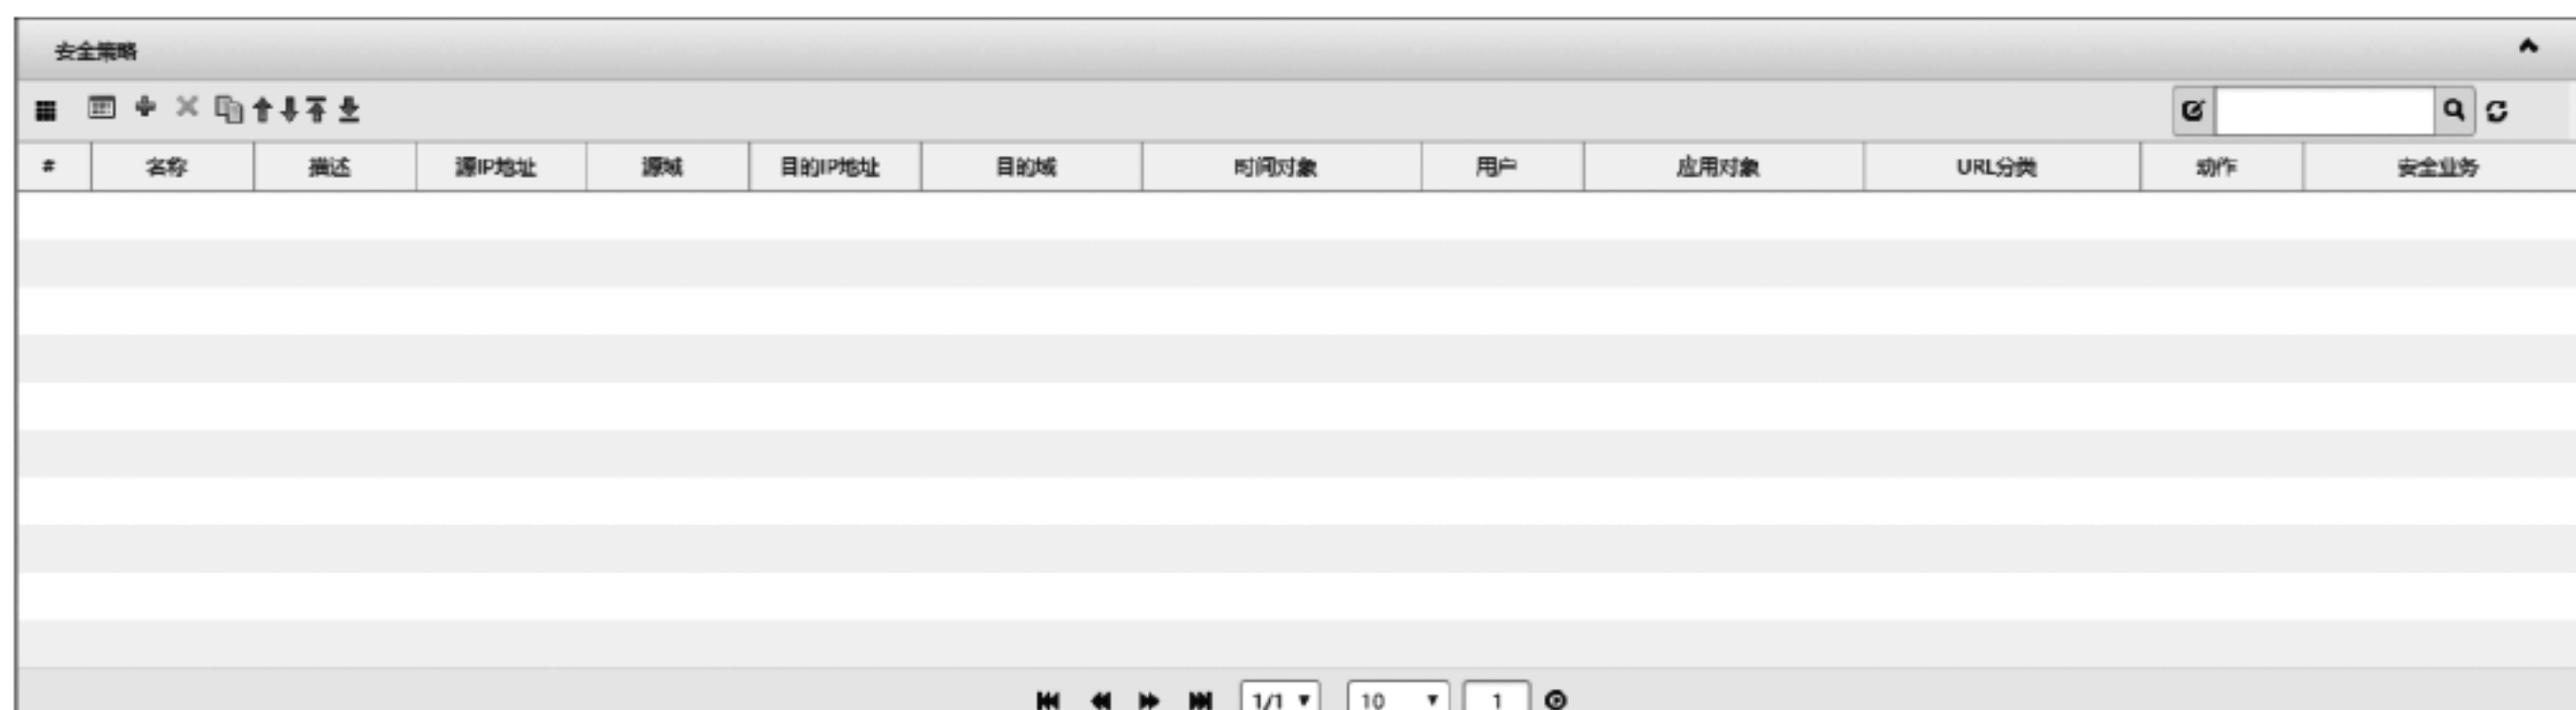 安全策略
# 名称 描述 源IP地址 源域 目的IP地址 目的域 时间对象 用户 应用对象 URL分类 动作 安全业务
1/1 10 1